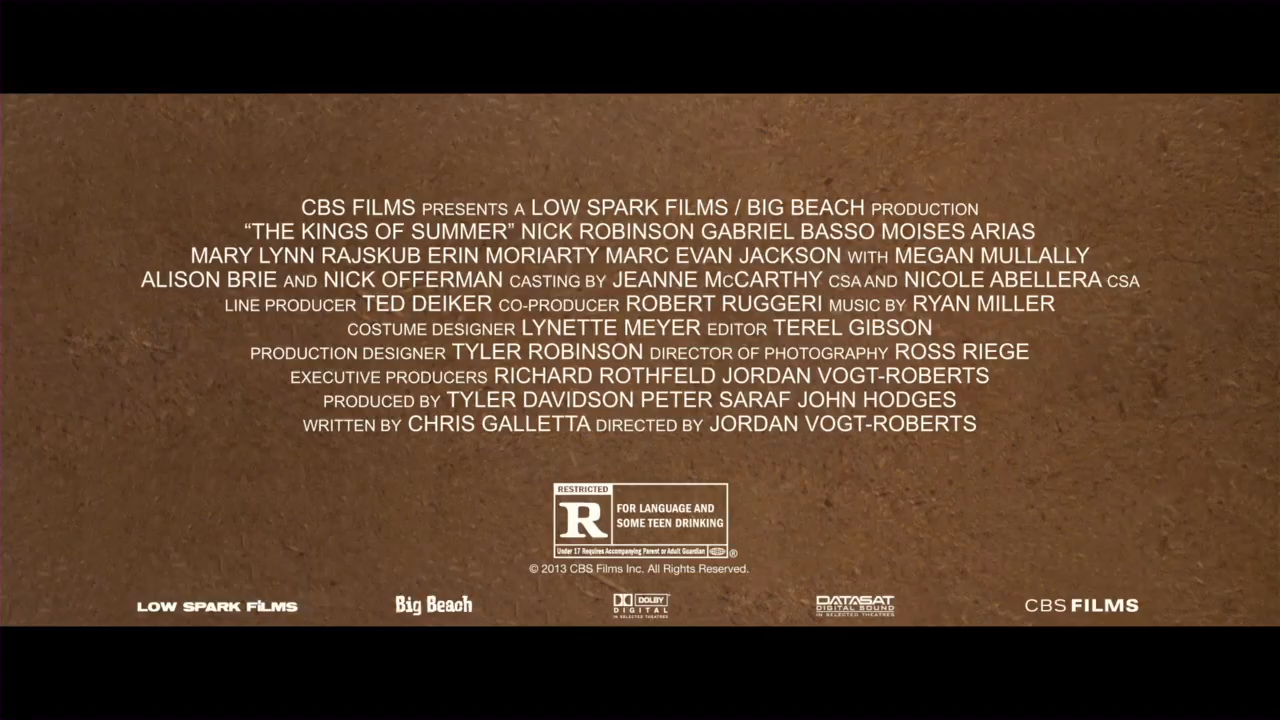 CBS FILMS PRESENTS A LOW SPARK FILMS / BIG BEACH PRODUCTION
“THE KINGS OF SUMMER” NICK ROBINSON GABRIEL BASSO MOISES ARIAS
MARY LYNN RAJSKUB ERIN MORIARTY MARC EVAN JACKSON WITH MEGAN MULLALLY
ALISON BRIE AND NICK OFFERMAN CASTING BY JEANNE McCARTHY CSA AND NICOLE ABELLERA CSA
LINE PRODUCER TED DEIKER CO-PRODUCER ROBERT RUGGERI MUSIC BY RYAN MILLER
COSTUME DESIGNER LYNETTE MEYER EDITOR TEREL GIBSON
PRODUCTION DESIGNER TYLER ROBINSON DIRECTOR OF PHOTOGRAPHY ROSS RIEGE
EXECUTIVE PRODUCERS RICHARD ROTHFELD JORDAN VOGT-ROBERTS
PRODUCED BY TYLER DAVIDSON PETER SARAF JOHN HODGES
WRITTEN BY CHRIS GALLETTA DIRECTED BY JORDAN VOGT-ROBERTS
RESTRICTED
R
FOR LANGUAGE AND
SOME TEEN DRINKING
Under 17 Requires Accompanying Parent or Adult Guardian
®
© 2013 CBS Films Inc. All Rights Reserved.
LOW SPARK FILMS
Big Beach
DOLBY
DIGITAL
IN SELECTED THEATRES
DATASAT
DIGITAL SOUND
IN SELECTED THEATRES
CBS FILMS